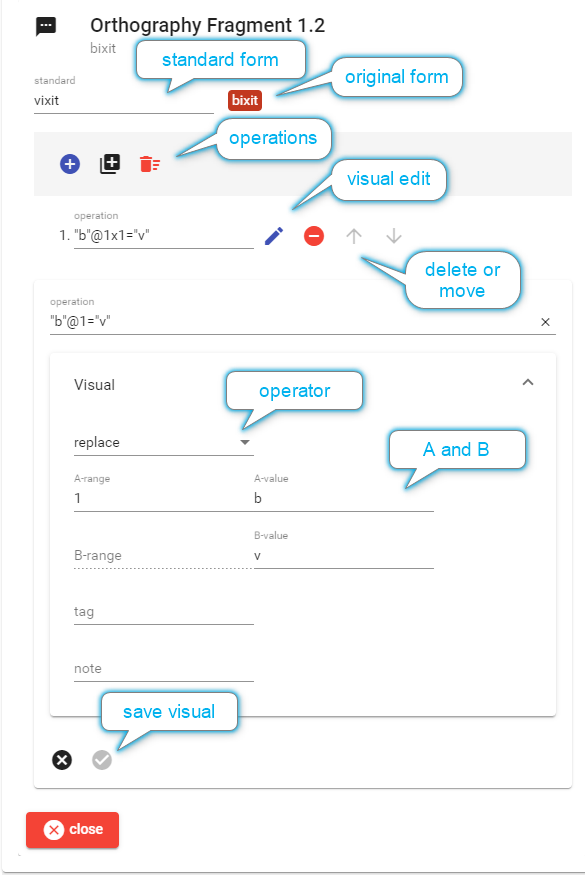 Orthography Fragment 1.2
bixit
standard form
original form
standard
vixit
bixit
operations
visual edit
operation
1. "b"@1x1="v"
delete or
move
operation
"b"@1="v"
Visual
operator
replace
A and B
A-range
A-value
1
b
B-value
B-range
v
tag
note
save visual
close